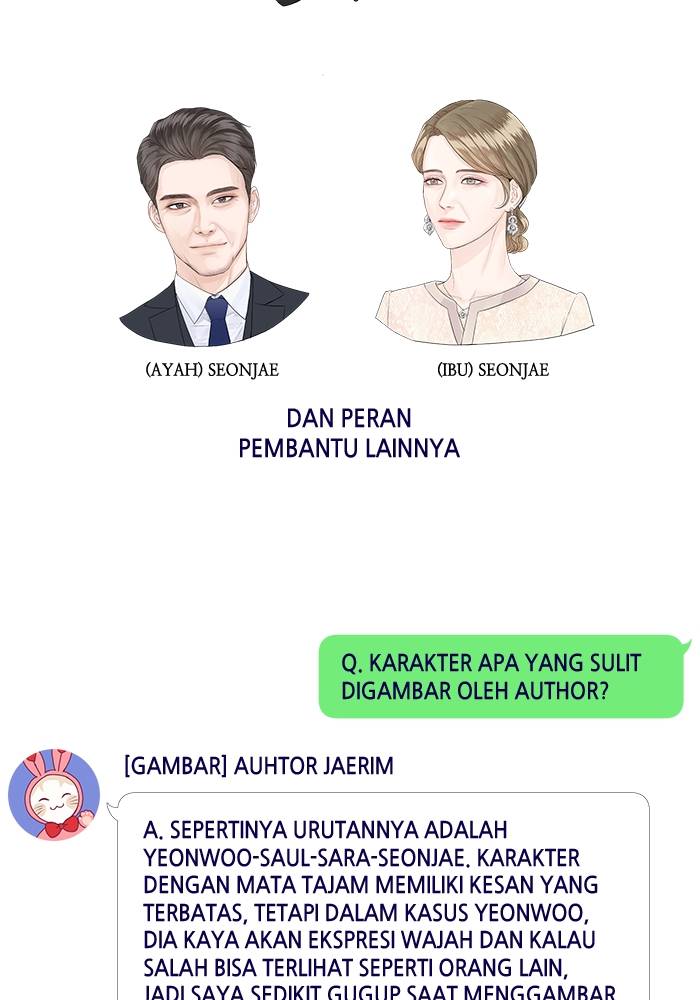 (AYAH) SEONJAE
(IBU) SEONJAE
DAN PERAN
PEMBANTU LAINNYA
Q. KARAKTER APA YANG SULIT
DIGAMBAR OLEH AUTHOR?
[GAMBAR] AUHTOR JAERIM
A. SEPERTINYA URUTANNYA ADALAH
YEONWOO-SAUL-SARA-SEONJAE. KARAKTER
DENGAN MATA TAJAM MEMILIKI KESAN YANG
TERBATAS, TETAPI DALAM KASUS YEONWOO,
DIA KAYA AKAN EKSPRESI WAJAH DAN KALAU
SALAH BISA TERLIHAT SEPERTI ORANG LAIN,
JADI SAYA SEDIKIT GUGUP SAAT MENGGAMBAR